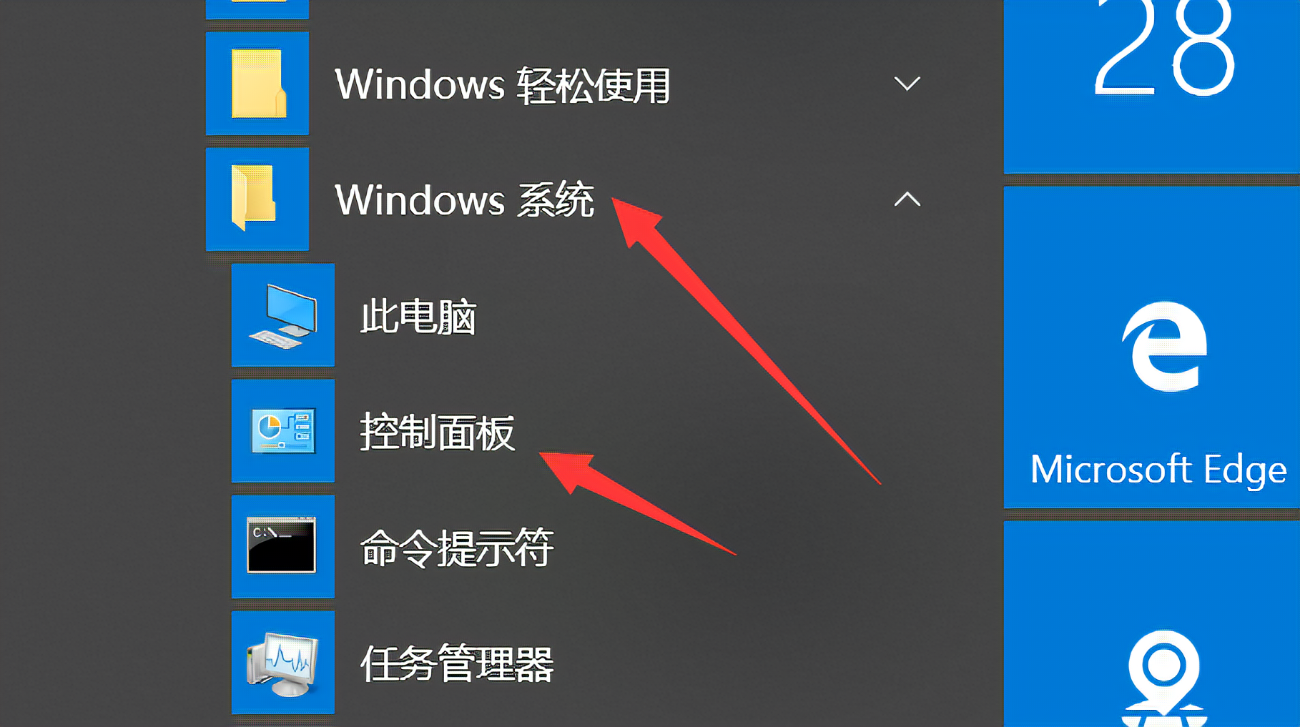 28
Windows 轻松使用
Windows 系统
此电脑
控制面板
Microsoft Edge
C:\_
命令提示符
任务管理器